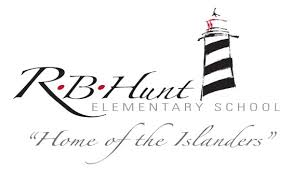 R•B•Hunt
ELEMENTARY SCHOOL
"Home of the Islanders"